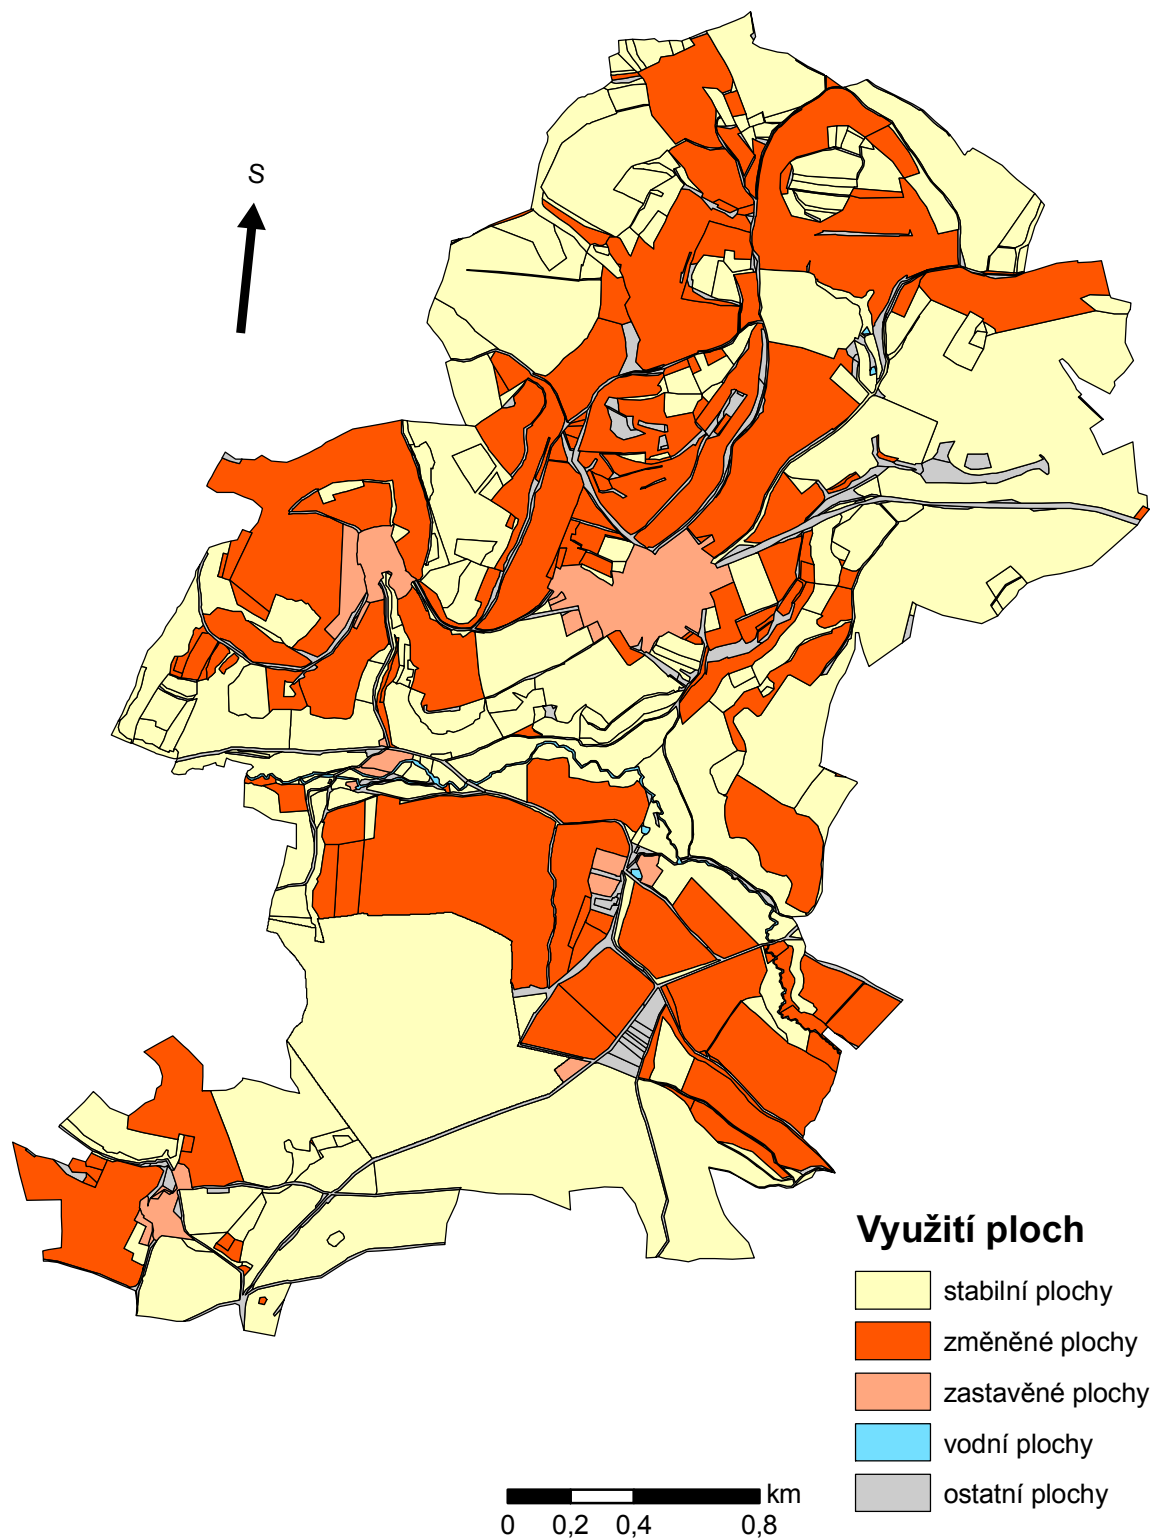 S
Využití ploch
stabilní plochy
změněné plochy
zastavěné plochy
vodní plochy
ostatní plochy
km
0 0,2 0,4 0,8